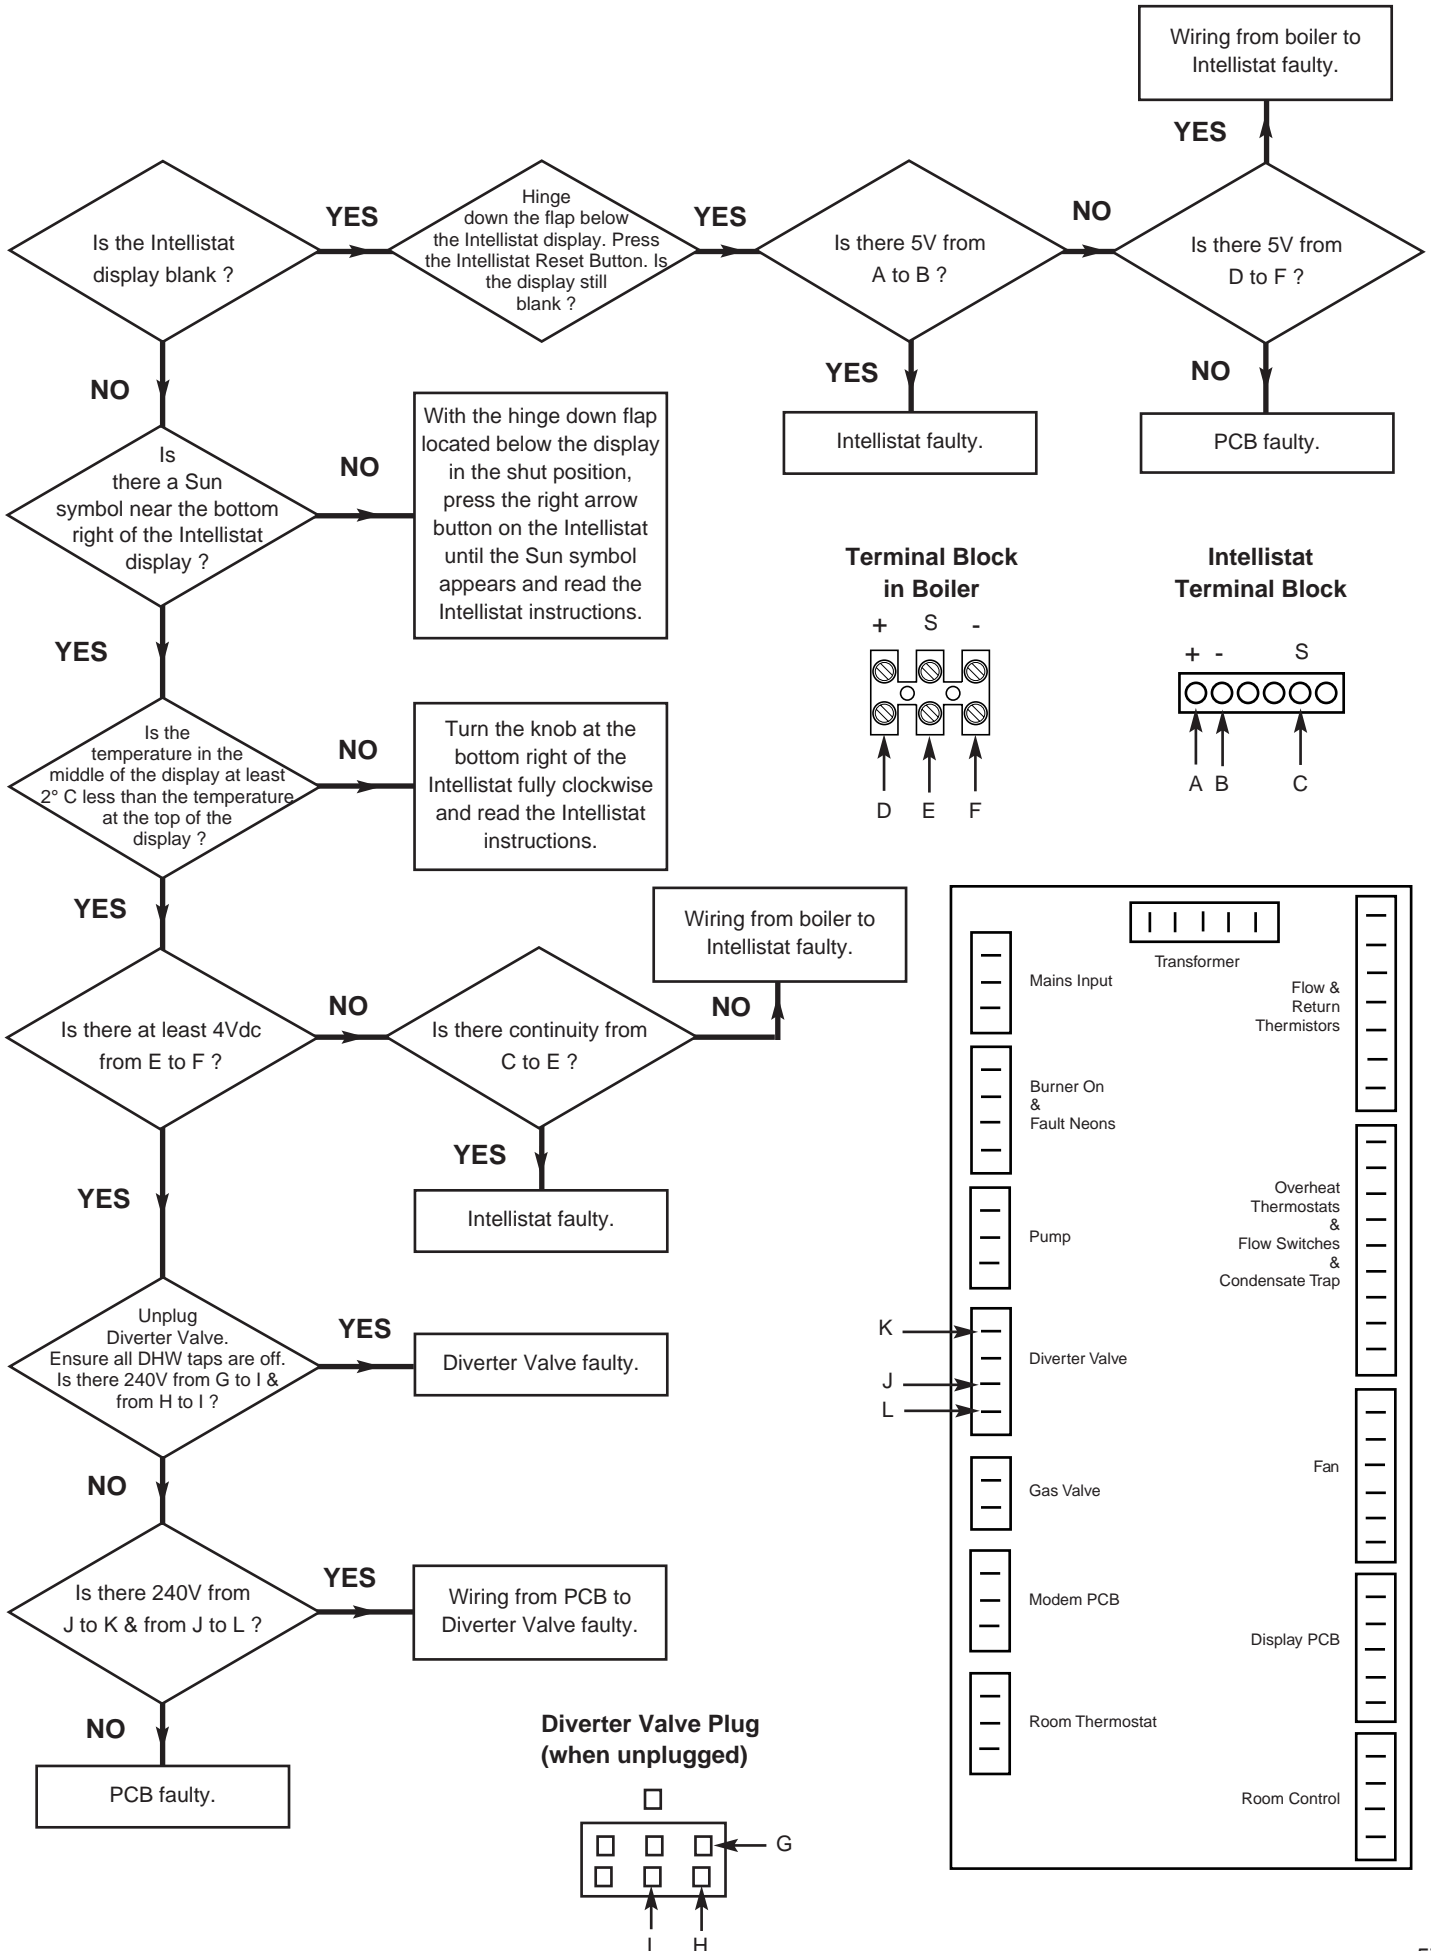 Wiring from boiler to
Intellistat faulty.
YES
Is the Intellistat
display blank ?
YES
Hinge
down the flap below
the Intellistat display. Press
the Intellistat Reset Button. Is
the display still
blank ?
YES
Is there 5V from
A to B ?
NO
Is there 5V from
D to F ?
NO
YES
NO
Intellistat faulty.
PCB faulty.
Is
there a Sun
symbol near the bottom
right of the Intellistat
display ?
NO
With the hinge down flap
located below the display
in the shut position,
press the right arrow
button on the Intellistat
until the Sun symbol
appears and read the
Intellistat instructions.
Terminal Block
in Boiler
+ S -
D E F
Intellistat
Terminal Block
+ - S
A B C
YES
Is the
temperature in the
middle of the display at least
2° C less than the temperature
at the top of the
display ?
NO
Turn the knob at the
bottom right of the
Intellistat fully clockwise
and read the Intellistat
instructions.
YES
Is there at least 4Vdc
from E to F ?
NO
Is there continuity from
C to E ?
NO
Wiring from boiler to
Intellistat faulty.
YES
Intellistat faulty.
YES
Unplug
Diverter Valve.
Ensure all DHW taps are off.
Is there 240V from G to I &
from H to I ?
YES
Diverter Valve faulty.
NO
Is there 240V from
J to K & from J to L ?
YES
Wiring from PCB to
Diverter Valve faulty.
NO
PCB faulty.
Diverter Valve Plug
(when unplugged)
G
I H
Transformer
Mains Input
Burner On
&
Fault Neons
Pump
K
J
L
Diverter Valve
Gas Valve
Modem PCB
Room Thermostat
Flow &
Return
Thermistors
Overheat
Thermostats
&
Flow Switches
&
Condensate Trap
Fan
Display PCB
Room Control